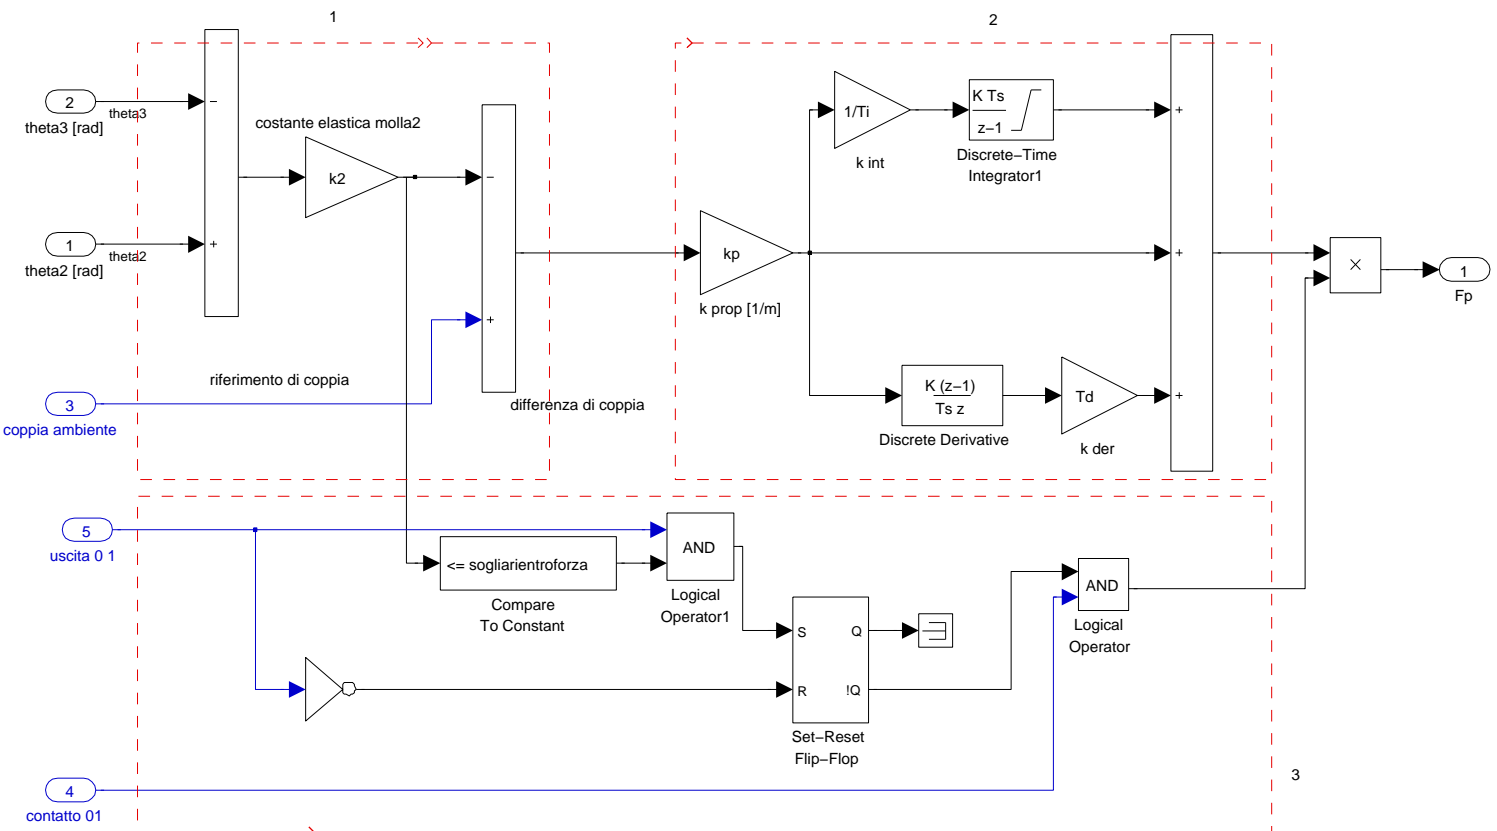 1
2
2
theta3
theta3 [rad]
−
costante elastica molla2
k2
−
1
theta2
theta2 [rad]
+
+
riferimento di coppia
3
coppia ambiente
differenza di coppia
1/Ti
k int
K Ts
z−1
Discrete−Time
Integrator1
+
kp
k prop [1/m]
+
K (z−1)
Ts z
Discrete Derivative
Td
k der
+
×
1
Fp
5
uscita 0 1
<= sogliarientroforza
Compare
To Constant
AND
Logical
Operator1
S
Q
R
!Q
Set−Reset
Flip−Flop
AND
Logical
Operator
3
4
contatto 01